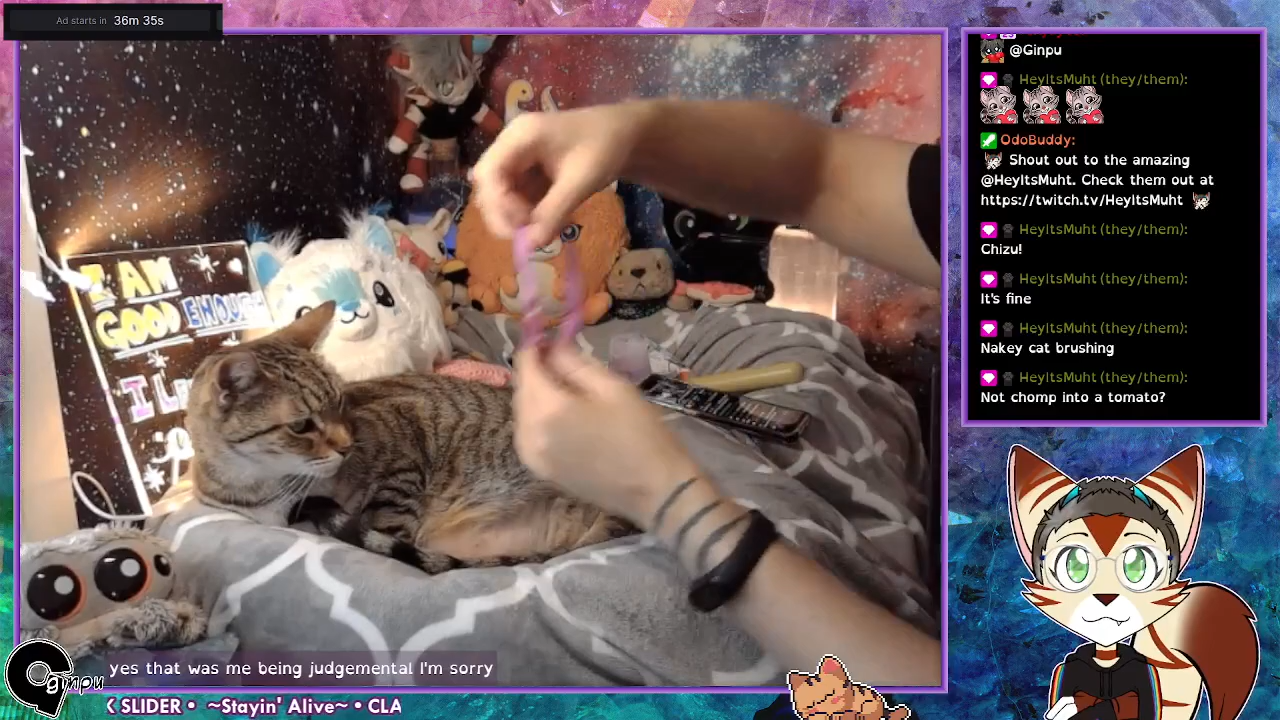 Ad starts in 36m 35s
@Ginpu
HeyItsMuht (they/them):
OdoBuddy:
Shout out to the amazing
@HeyItsMuht. Check them out at
https://twitch.tv/HeyItsMuht
HeyItsMuht (they/them):
Chizu!
HeyItsMuht (they/them):
It's fine
HeyItsMuht (they/them):
Nakey cat brushing
HeyItsMuht (they/them):
Not chomp into a tomato?
I AM
GOOD ENOUGH
I
yes that was me being judgemental I'm sorry
ginpu
SLIDER • ~Stayin' Alive~ • CLA